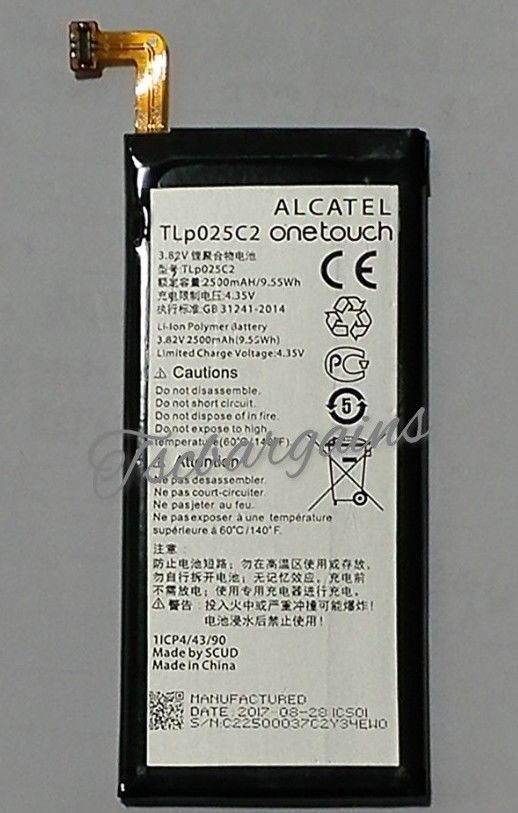 ALCATEL
TLp025C2 onetouch
3.82V 锂聚合物电池
型号:TLp025C2
额定容量:2500mAH/9.55Wh
充电限制电压:4.35V
执行标准:GB 31241-2014
Li-Ion Polymer Battery
3.82V 2500mAH(9.55Wh)
Limited Charge Voltage:4.35V
CE
PC
5
⚠ Cautions
Do not disassemble.
Do not short circuit.
Do not dispose of in fire.
Do not expose to high
temperature(60°C/140°F).
Tscbargains
⚠ Attention
Ne pas desassembler.
Ne pas court-circuiter.
Ne pas jeter au feu.
Ne pas exposer à une temperature
supérieure à 60°C/140°F.
注意:
防止电池短路; 勿在高温区使用或存放,
勿自行拆开电池; 无记忆效应, 充电前
不需放电; 使用专用充电器进行充电。
⚠ 警告: 投入火中或严重冲撞可能爆炸!
电池浸水后禁止使用!
1ICP4/43/90
Made by SCUD
Made in China
MANUFACTURED
DATE 2017-08-28 ICS01
S/N:C22500037C2Y34EW0